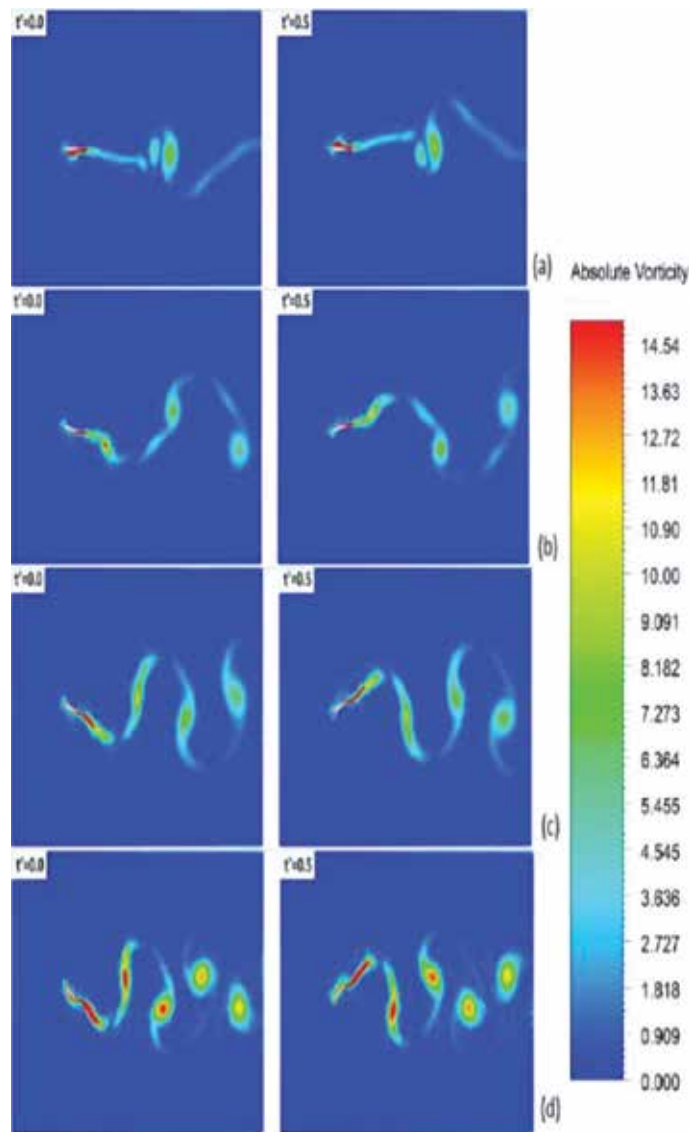 t'=0.0 t'=0.5
(a)
Absolute Vorticity
t'=0.0 t'=0.5
14.54
13.63
12.72
11.81
(b)
10.90
t'=0.0 t'=0.5
10.00
9.091
8.182
7.273
6.364
5.455
(c)
4.545
t'=0.0 t'=0.5
3.636
2.727
1.818
0.909
0.000
(d)